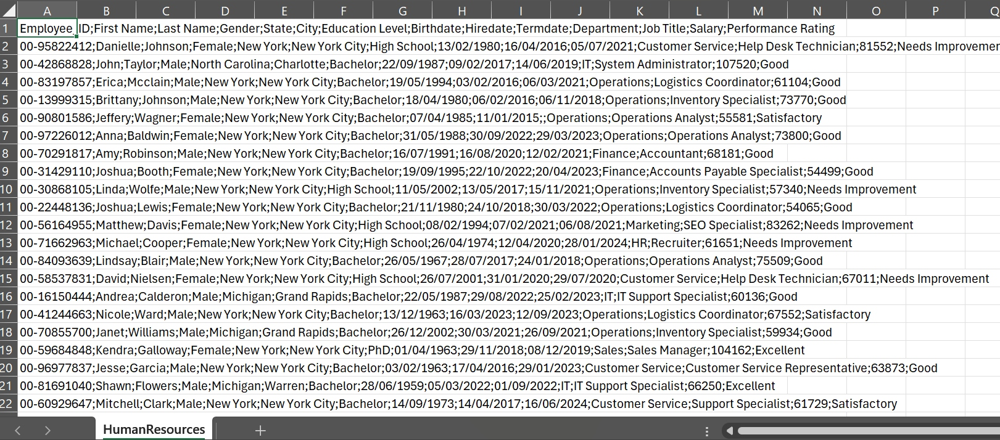 A B C D E F G H I J K L M N O P Q
1 Employee_ID;First Name;Last Name;Gender;State;City;Education Level;Birthdate;Hiredate;Termdate;Department;Job Title;Salary;Performance Rating
2 00-95822412;Danielle;Johnson;Female;New York;New York City;High School;13/02/1980;16/04/2016;05/07/2021;Customer Service;Help Desk Technician;81552;Needs Improvemen
3 00-42868828;John;Taylor;Male;North Carolina;Charlotte;Bachelor;22/09/1987;09/02/2017;14/06/2019;IT;System Administrator;107520;Good
4 00-83197857;Erica;Mcclain;Male;New York;New York City;Bachelor;19/05/1994;03/02/2016;06/03/2021;Operations;Logistics Coordinator;61104;Good
5 00-13999315;Brittany;Johnson;Male;New York;New York City;Bachelor;18/04/1980;06/02/2016;06/11/2018;Operations;Inventory Specialist;73770;Good
6 00-90801586;Jeffery;Wagner;Female;New York;New York City;Bachelor;07/04/1985;11/01/2015;;Operations;Operations Analyst;55581;Satisfactory
7 00-97226012;Anna;Baldwin;Female;New York;New York City;Bachelor;31/05/1988;30/09/2022;29/03/2023;Operations;Operations Analyst;73800;Good
8 00-70291817;Amy;Robinson;Male;New York;New York City;Bachelor;16/07/1991;16/08/2020;12/02/2021;Finance;Accountant;68181;Good
9 00-31429110;Joshua;Booth;Female;New York;New York City;Bachelor;19/09/1995;22/10/2022;20/04/2023;Finance;Accounts Payable Specialist;54499;Good
10 00-30868105;Linda;Wolfe;Male;New York;New York City;High School;11/05/2002;13/05/2017;15/11/2021;Operations;Inventory Specialist;57340;Needs Improvement
11 00-22448136;Joshua;Lewis;Female;New York;New York City;Bachelor;21/11/1980;24/10/2018;30/03/2022;Operations;Logistics Coordinator;54065;Good
12 00-56164955;Matthew;Davis;Female;New York;New York City;High School;08/02/1994;07/02/2021;06/08/2021;Marketing;SEO Specialist;83262;Needs Improvement
13 00-71662963;Michael;Cooper;Female;New York;New York City;High School;26/04/1974;12/04/2020;28/01/2024;HR;Recruiter;61651;Needs Improvement
14 00-84093639;Lindsay;Blair;Male;New York;New York City;Bachelor;26/05/1967;28/07/2017;24/01/2018;Operations;Operations Analyst;75509;Good
15 00-58537831;David;Nielsen;Female;New York;New York City;High School;26/07/2001;31/01/2020;29/07/2020;Customer Service;Help Desk Technician;67011;Needs Improvement
16 00-16150444;Andrea;Calderon;Male;Michigan;Grand Rapids;Bachelor;22/05/1987;29/08/2022;25/02/2023;IT;IT Support Specialist;60136;Good
17 00-41244663;Nicole;Ward;Male;New York;New York City;Bachelor;13/12/1963;16/03/2023;12/09/2023;Operations;Logistics Coordinator;67552;Satisfactory
18 00-70855700;Janet;Williams;Male;Michigan;Grand Rapids;Bachelor;26/12/2002;30/03/2021;26/09/2021;Operations;Inventory Specialist;59934;Good
19 00-59684848;Kendra;Galloway;Female;New York;New York City;PhD;01/04/1963;29/11/2018;08/12/2019;Sales;Sales Manager;104162;Excellent
20 00-96977837;Jesse;Garcia;Male;New York;New York City;Bachelor;03/02/1963;17/04/2016;29/01/2023;Customer Service;Customer Service Representative;63873;Good
21 00-81691040;Shawn;Flowers;Male;Michigan;Warren;Bachelor;28/06/1959;05/03/2022;01/09/2022;IT;IT Support Specialist;66250;Excellent
22 00-60929647;Mitchell;Clark;Male;New York;New York City;Bachelor;14/09/1973;14/04/2017;16/06/2024;Customer Service;Support Specialist;61729;Satisfactory
HumanResources